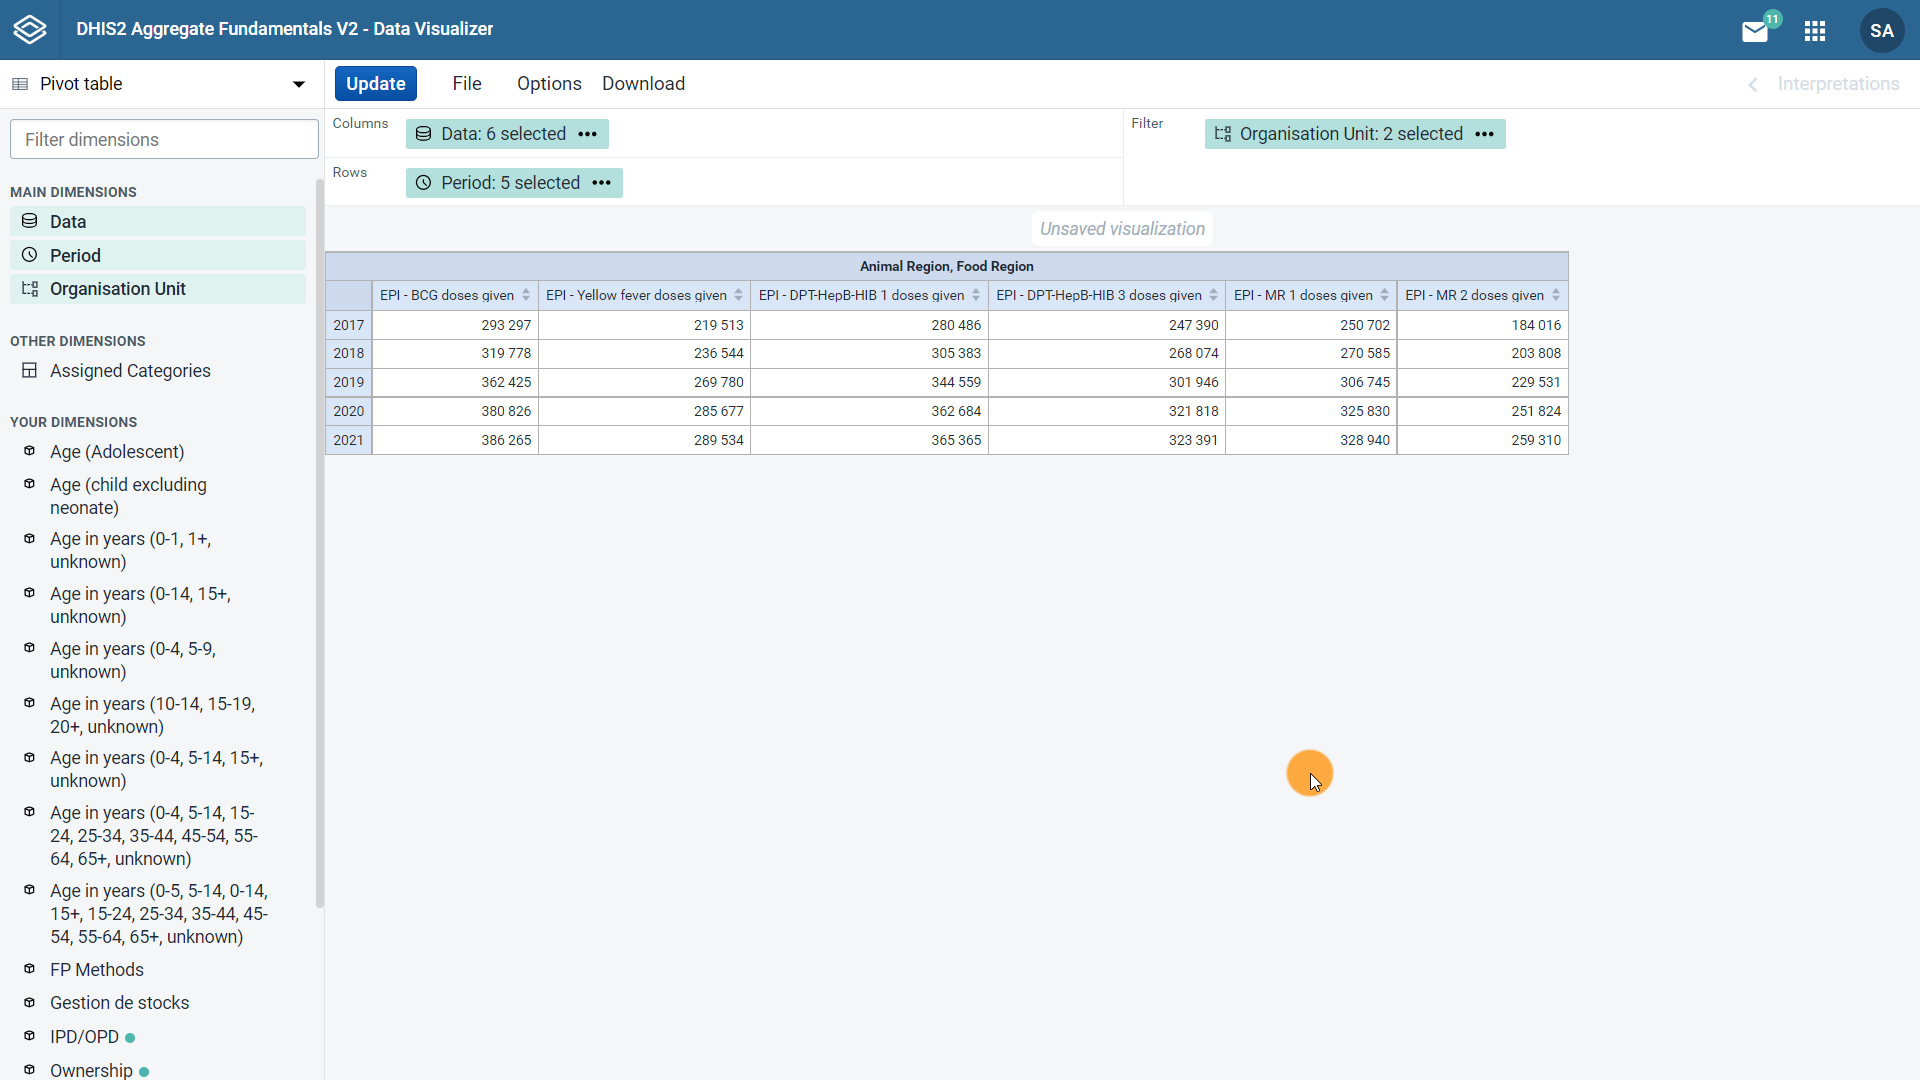 DHIS2 Aggregate Fundamentals V2 - Data Visualizer
11
SA
Pivot table
Update
File
Options
Download
Interpretations
Filter dimensions
MAIN DIMENSIONS
Data
Period
Organisation Unit
OTHER DIMENSIONS
Assigned Categories
YOUR DIMENSIONS
Age (Adolescent)
Age (child excluding
neonate)
Age in years (0-1, 1+,
unknown)
Age in years (0-14, 15+,
unknown)
Age in years (0-4, 5-9,
unknown)
Age in years (10-14, 15-19,
20+, unknown)
Age in years (0-4, 5-14, 15+,
unknown)
Age in years (0-4, 5-14, 15-
24, 25-34, 35-44, 45-54, 55-
64, 65+, unknown)
Age in years (0-5, 5-14, 0-14,
15+, 15-24, 25-34, 35-44, 45-
54, 55-64, 65+, unknown)
FP Methods
Gestion de stocks
IPD/OPD
Ownership
Columns
Data: 6 selected •••
Rows
Period: 5 selected •••
Filter
Organisation Unit: 2 selected •••
Unsaved visualization
Animal Region, Food Region
EPI - BCG doses given EPI - Yellow fever doses given EPI - DPT-HepB-HIB 1 doses given EPI - DPT-HepB-HIB 3 doses given EPI - MR 1 doses given EPI - MR 2 doses given
2017 293 297 219 513 280 486 247 390 250 702 184 016
2018 319 778 236 544 305 383 268 074 270 585 203 808
2019 362 425 269 780 344 559 301 946 306 745 229 531
2020 380 826 285 677 362 684 321 818 325 830 251 824
2021 386 265 289 534 365 365 323 391 328 940 259 310